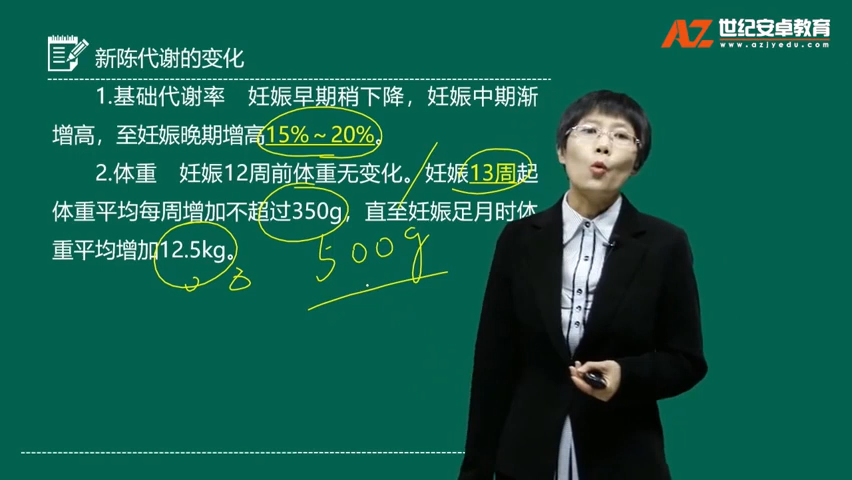 AZ 世纪安卓教育
www.azjyedu.com
新陈代谢的变化
1.基础代谢率 妊娠早期稍下降，妊娠中期渐
增高，至妊娠晚期增高15%～20%。
2.体重 妊娠12周前体重无变化。妊娠13周起
体重平均每周增加不超过350g，直至妊娠足月时体
重平均增加12.5kg。
500g